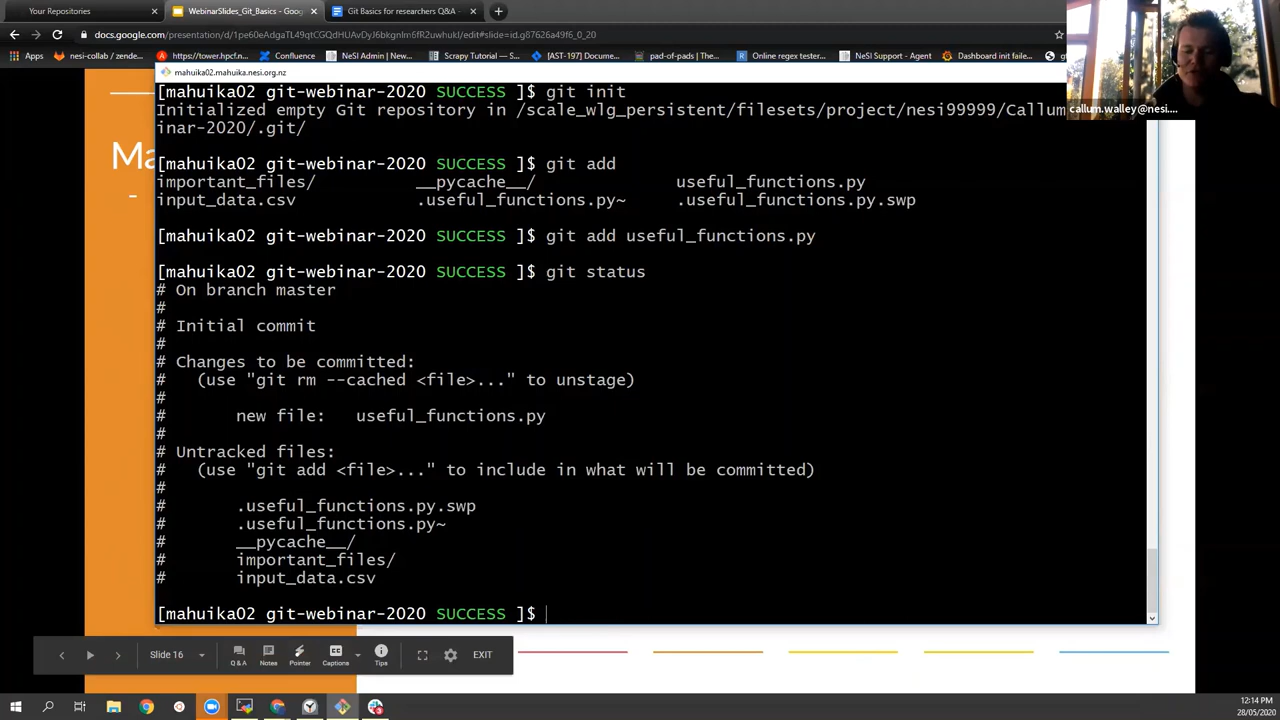 Your Repositories
WebinarSlides_Git_Basics - Goog
Git Basics for researchers Q&A -
docs.google.com/presentation/d/1pe60eAdgaTL49qtCGQdHUAvDyJ6bkgnlm6fR2uwhukI/edit#slide=id.g87626a49f6_0_20
Apps
nesi-collab / zende...
https://tower.hpcf.n...
Confluence
NeSI Admin | New...
Scrapy Tutorial — S...
[AST-197] Docume...
pad-of-pads | The...
Online regex tester...
NeSI Support - Agent
Dashboard init faile...
mahuika02.mahuika.nesi.org.nz
callum.walley@nesi....
Ma
-
[mahuika02 git-webinar-2020 SUCCESS ]$ git init
Initialized empty Git repository in /scale_wlg_persistent/filesets/project/nesi99999/Callum
inar-2020/.git/
[mahuika02 git-webinar-2020 SUCCESS ]$ git add
important_files/ __pycache__/ useful_functions.py
input_data.csv .useful_functions.py~ .useful_functions.py.swp
[mahuika02 git-webinar-2020 SUCCESS ]$ git add useful_functions.py
[mahuika02 git-webinar-2020 SUCCESS ]$ git status
# On branch master
#
# Initial commit
#
# Changes to be committed:
# (use "git rm --cached <file>..." to unstage)
#
# new file: useful_functions.py
#
# Untracked files:
# (use "git add <file>..." to include in what will be committed)
#
# .useful_functions.py.swp
# .useful_functions.py~
# __pycache__/
# important_files/
# input_data.csv
[mahuika02 git-webinar-2020 SUCCESS ]$
Slide 16
Q & A
Notes
Pointer
Captions
Tips
EXIT
12:14 PM
28/05/2020